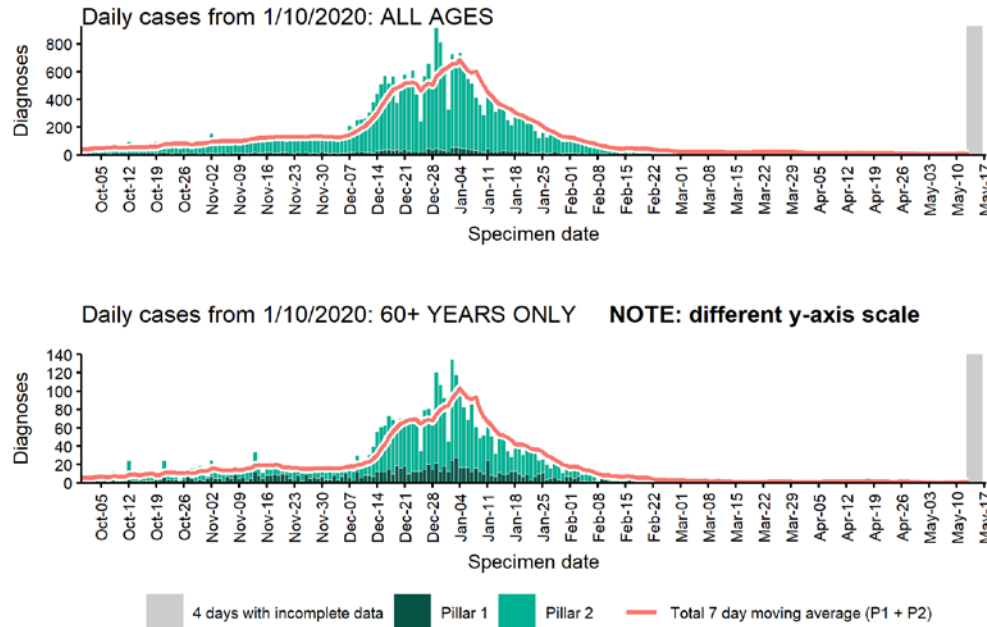 Daily cases from 1/10/2020: ALL AGES
Diagnoses
800
600
400
200
0
Oct-05
Oct-12
Oct-19
Oct-26
Nov-02
Nov-09
Nov-16
Nov-23
Nov-30
Dec-07
Dec-14
Dec-21
Dec-28
Jan-04
Jan-11
Jan-18
Jan-25
Feb-01
Feb-08
Feb-15
Feb-22
Mar-01
Mar-08
Mar-15
Mar-22
Mar-29
Apr-05
Apr-12
Apr-19
Apr-26
May-03
May-10
May-17
Specimen date
Daily cases from 1/10/2020: 60+ YEARS ONLY NOTE: different y-axis scale
Diagnoses
140
120
100
80
60
40
20
0
Oct-05
Oct-12
Oct-19
Oct-26
Nov-02
Nov-09
Nov-16
Nov-23
Nov-30
Dec-07
Dec-14
Dec-21
Dec-28
Jan-04
Jan-11
Jan-18
Jan-25
Feb-01
Feb-08
Feb-15
Feb-22
Mar-01
Mar-08
Mar-15
Mar-22
Mar-29
Apr-05
Apr-12
Apr-19
Apr-26
May-03
May-10
May-17
Specimen date
4 days with incomplete data Pillar 1 Pillar 2 Total 7 day moving average (P1 + P2)